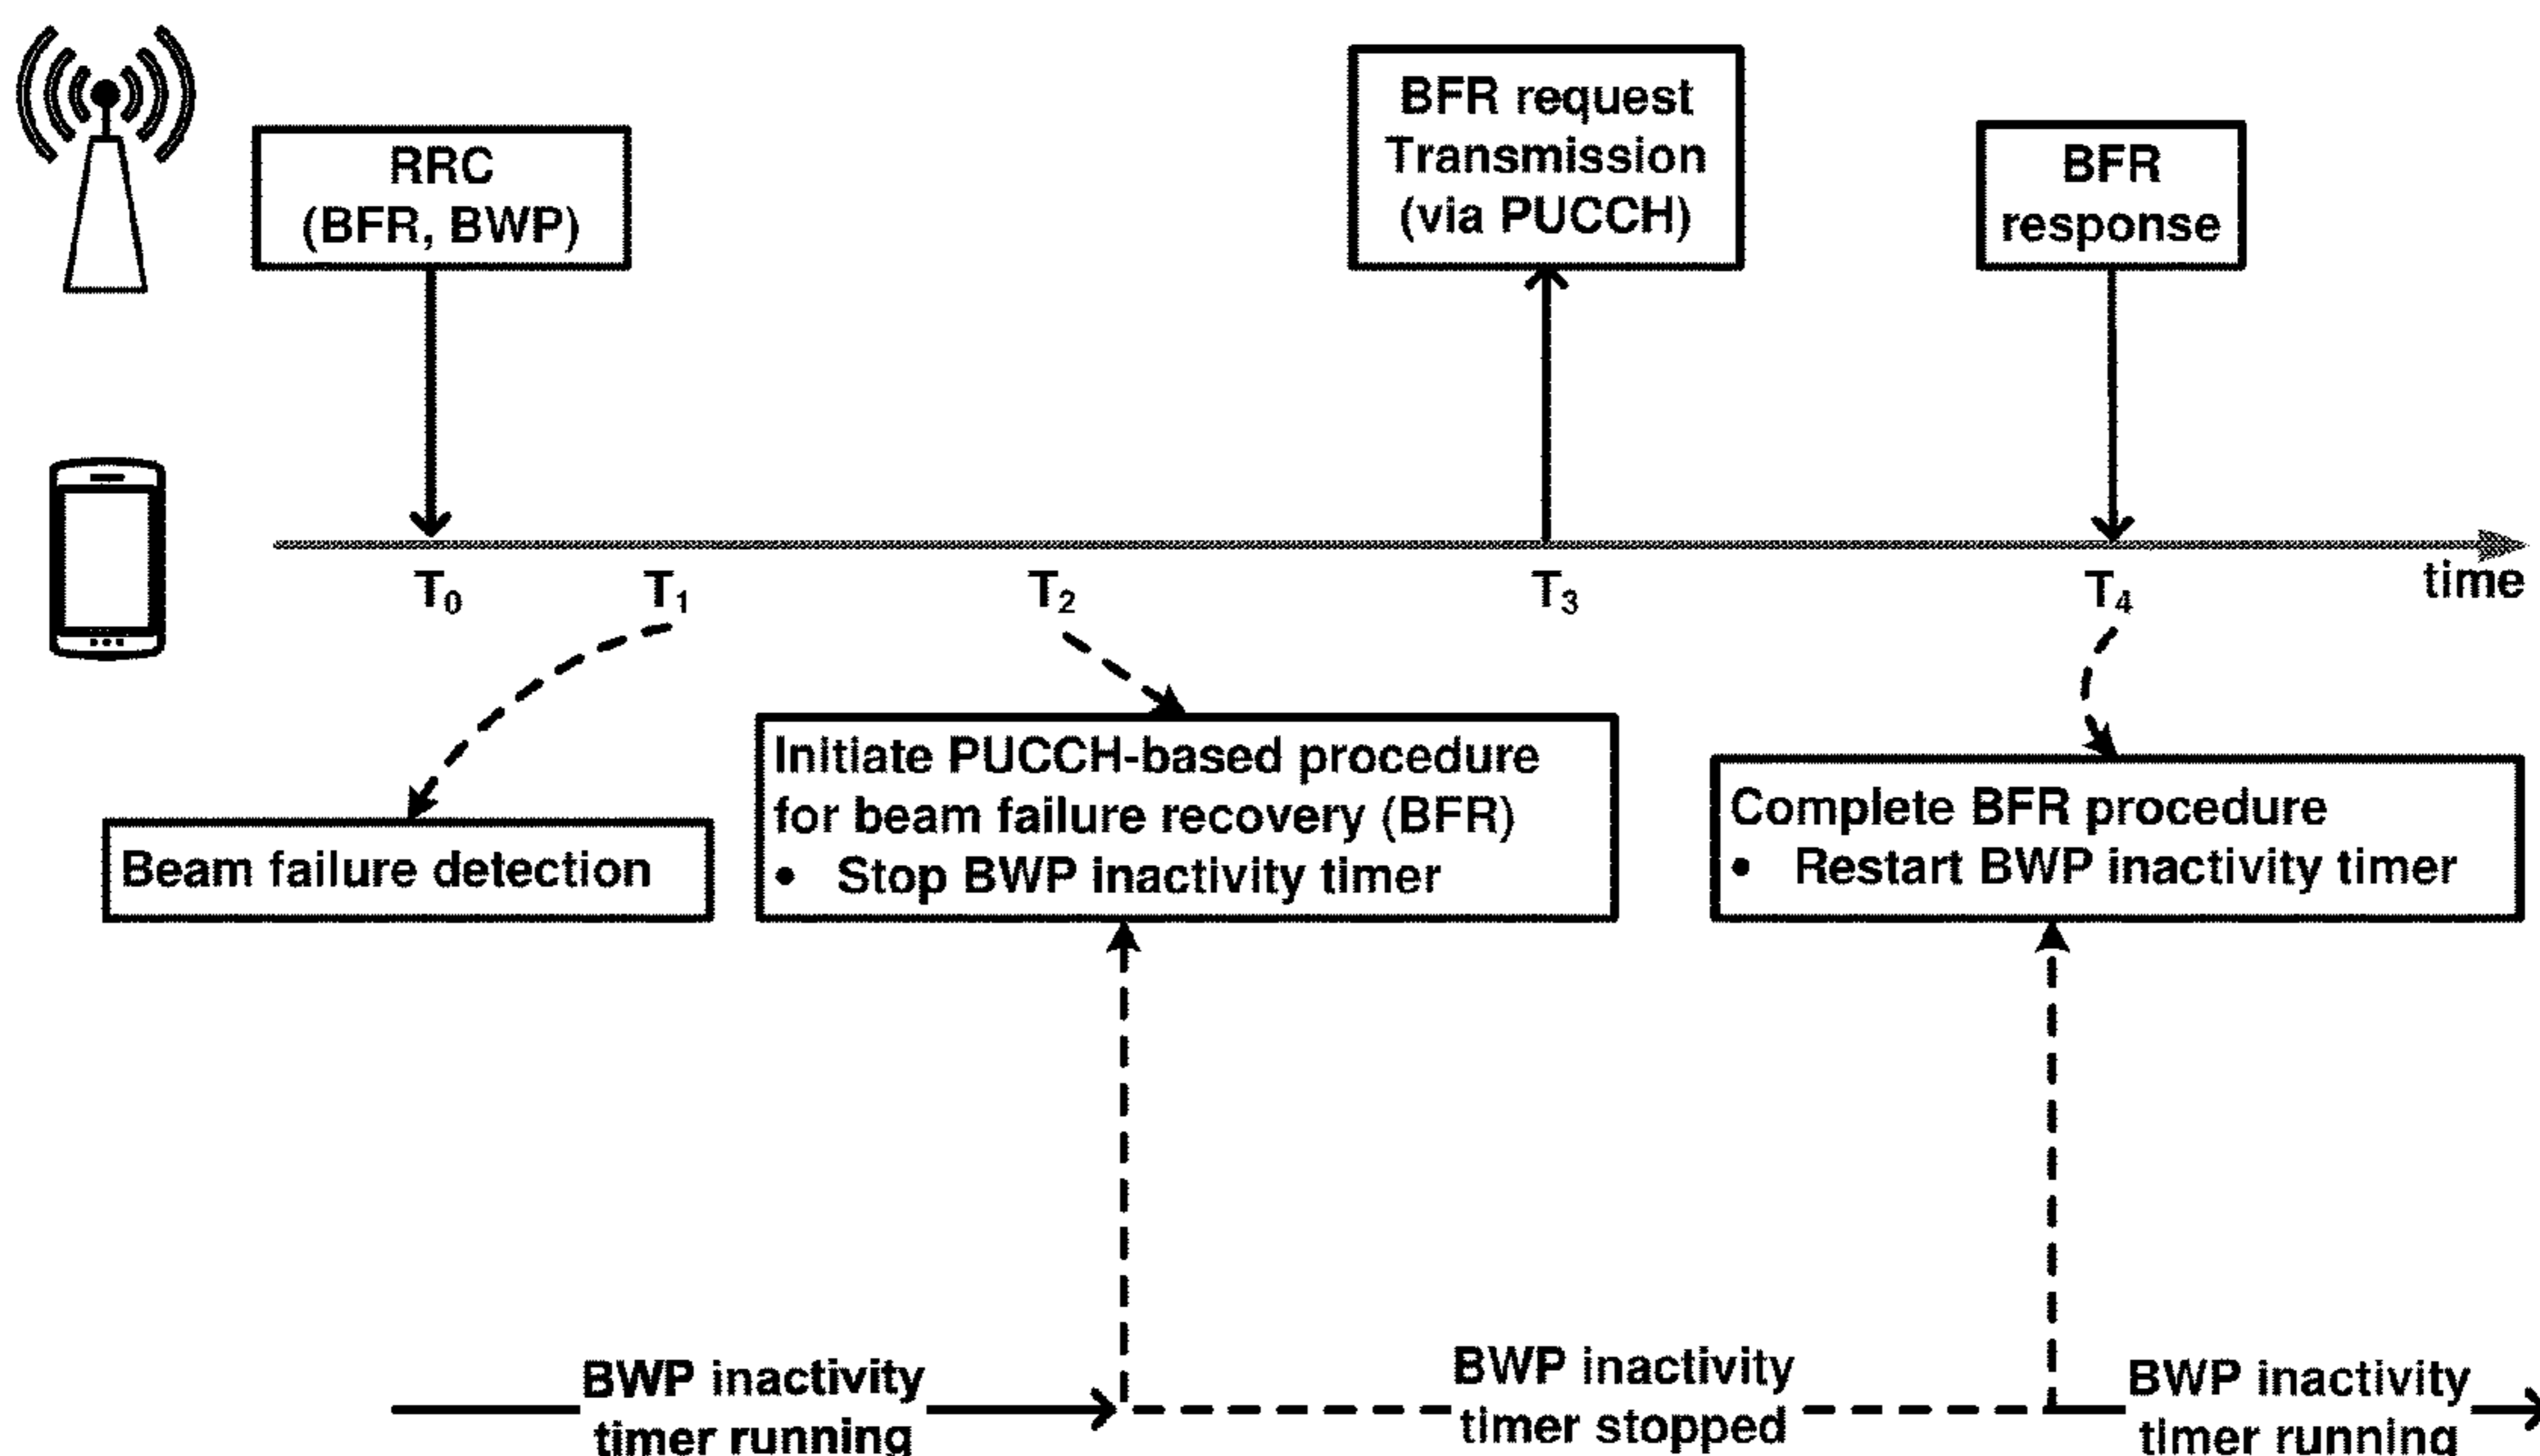 RRC
(BFR, BWP)
BFR request
Transmission
(via PUCCH)
BFR
response
T₀
T₁
T₂
T₃
T₄
time
Beam failure detection
Initiate PUCCH-based procedure
for beam failure recovery (BFR)
• Stop BWP inactivity timer
Complete BFR procedure
• Restart BWP inactivity timer
BWP inactivity
timer running
BWP inactivity
timer stopped
BWP inactivity
timer running